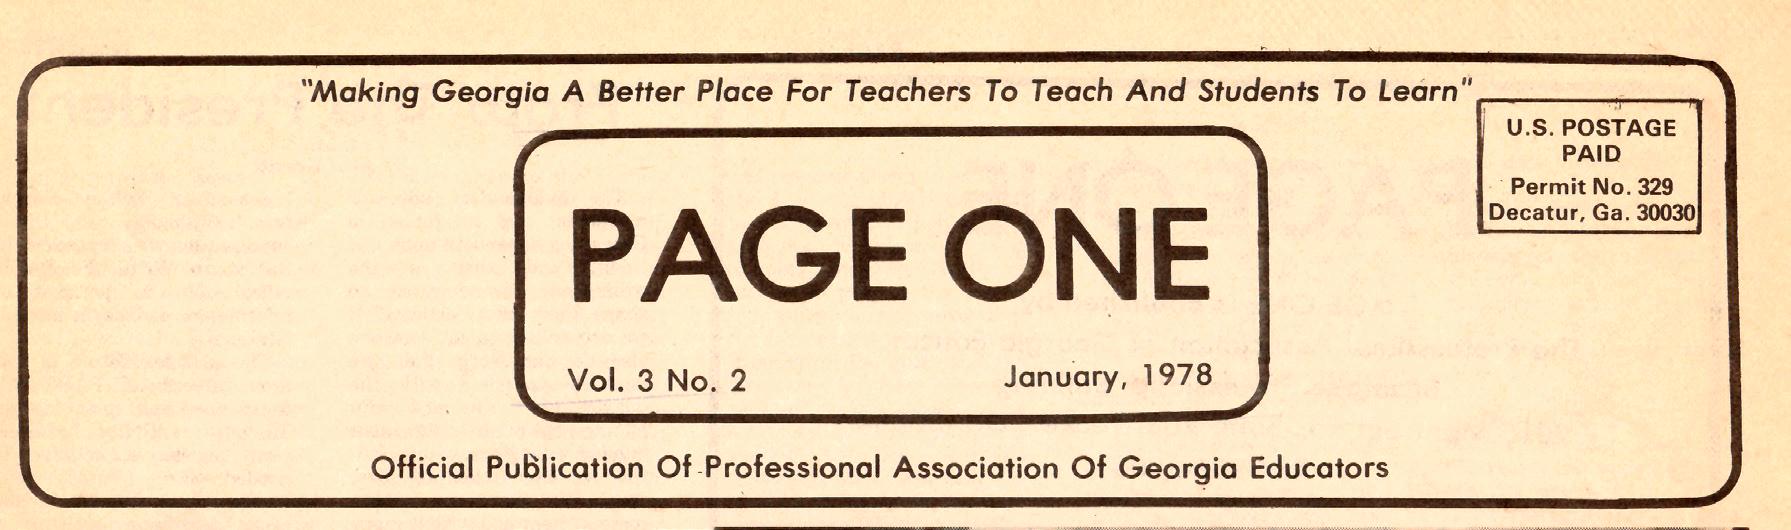 "Making Georgia A Better Place For Teachers To Teach And Students To Learn"
U.S. POSTAGE
PAID
Permit No. 329
Decatur, Ga. 30030
PAGE ONE
Vol. 3 No. 2 January, 1978
Official Publication Of Professional Association Of Georgia Educators